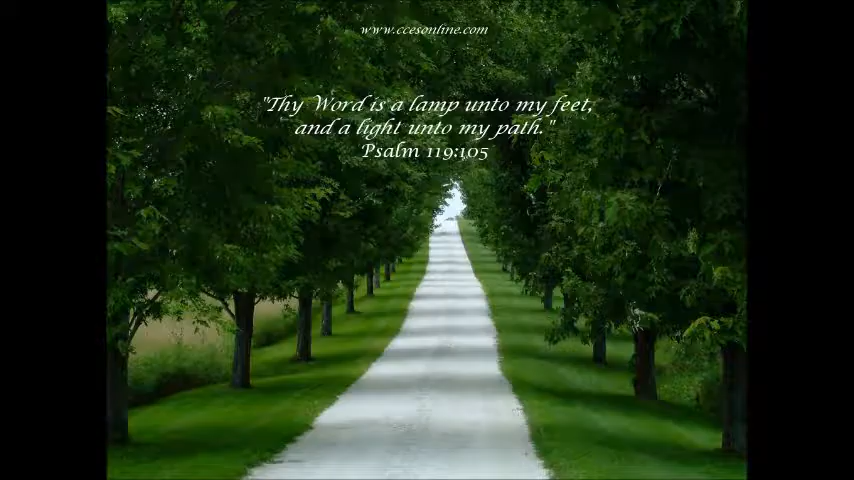 www.ccesonline.com
"Thy Word is a lamp unto my feet,
and a light unto my path."
Psalm 119:105